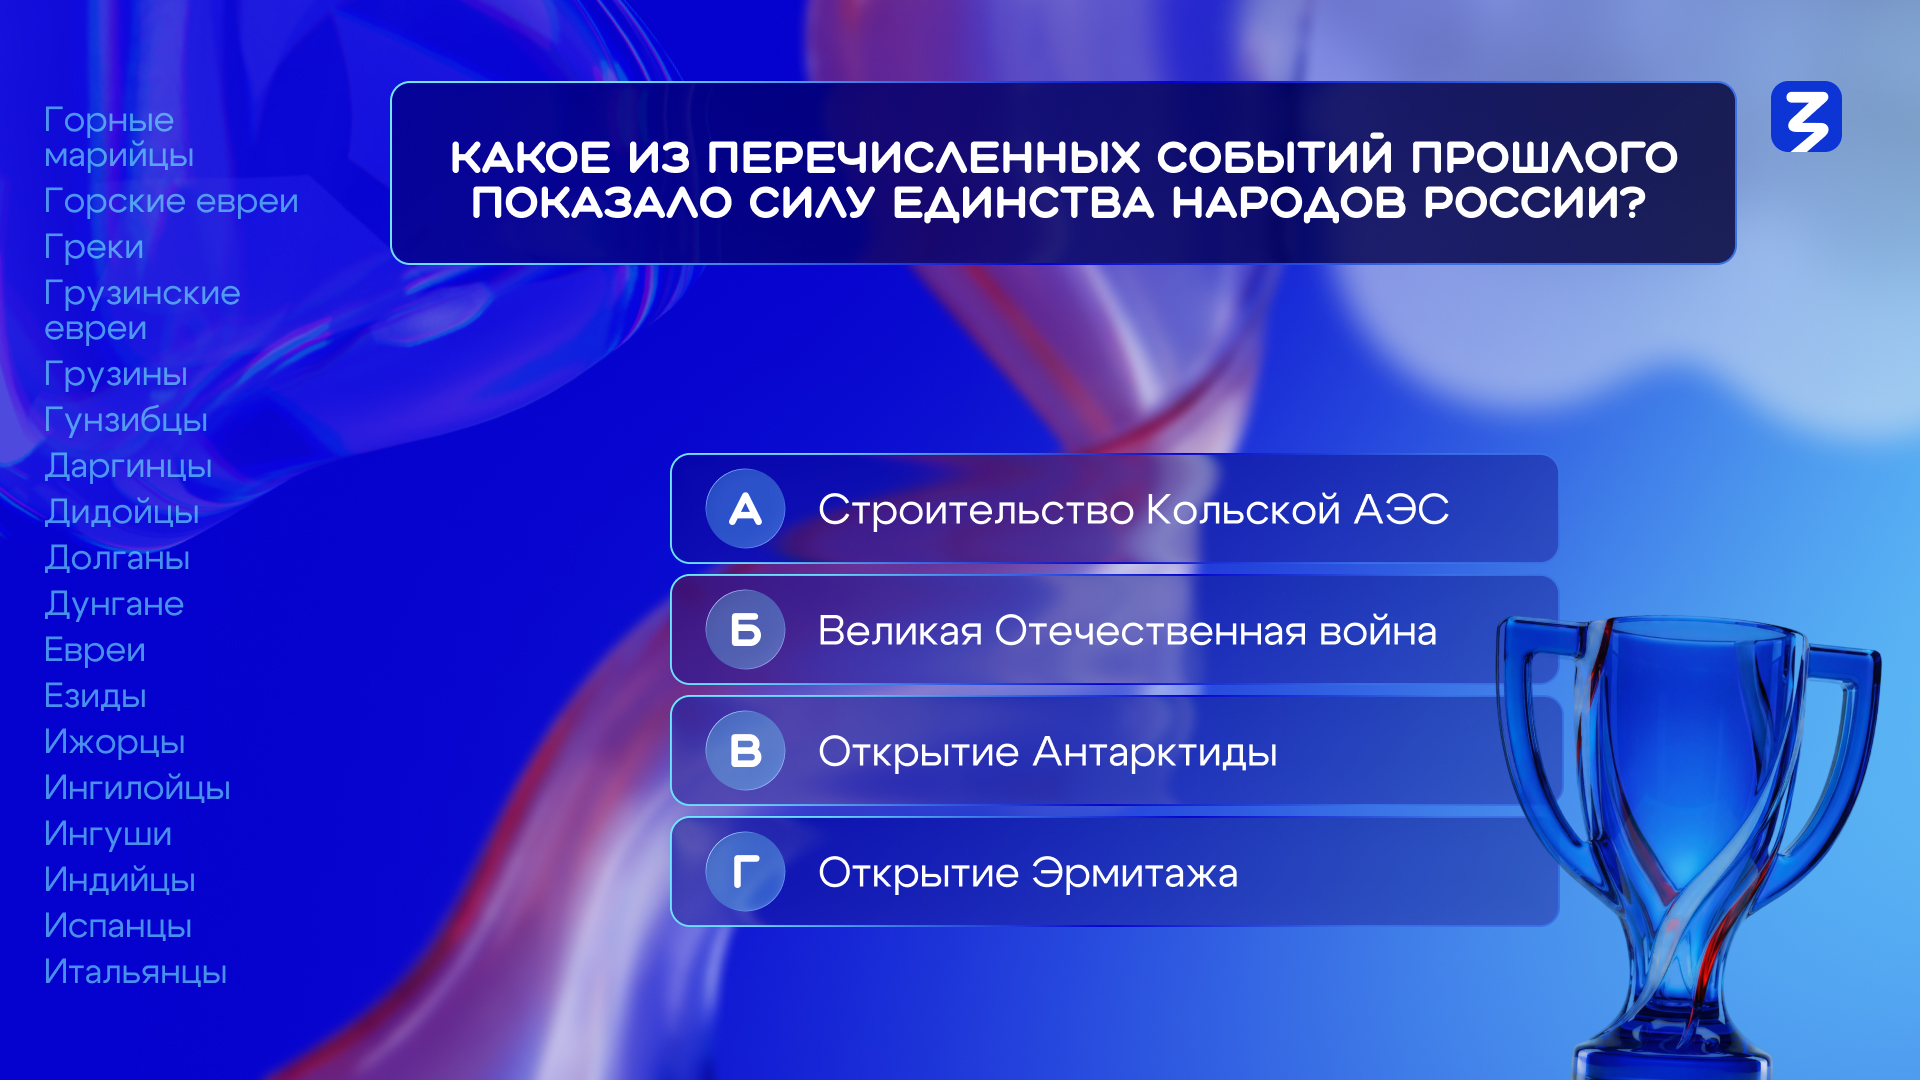 Горные
марийцы
Горские евреи
Греки
Грузинские
евреи
Грузины
Гунзибцы
Даргинцы
Дидойцы
Долганы
Дунгане
Евреи
Езиды
Ижорцы
Ингилойцы
Ингуши
Индийцы
Испанцы
Итальянцы
КАКОЕ ИЗ ПЕРЕЧИСЛЕННЫХ СОБЫТИЙ ПРОШЛОГО
ПОКАЗАЛО СИЛУ ЕДИНСТВА НАРОДОВ РОССИИ?
А Строительство Кольской АЭС
Б Великая Отечественная война
В Открытие Антарктиды
Г Открытие Эрмитажа